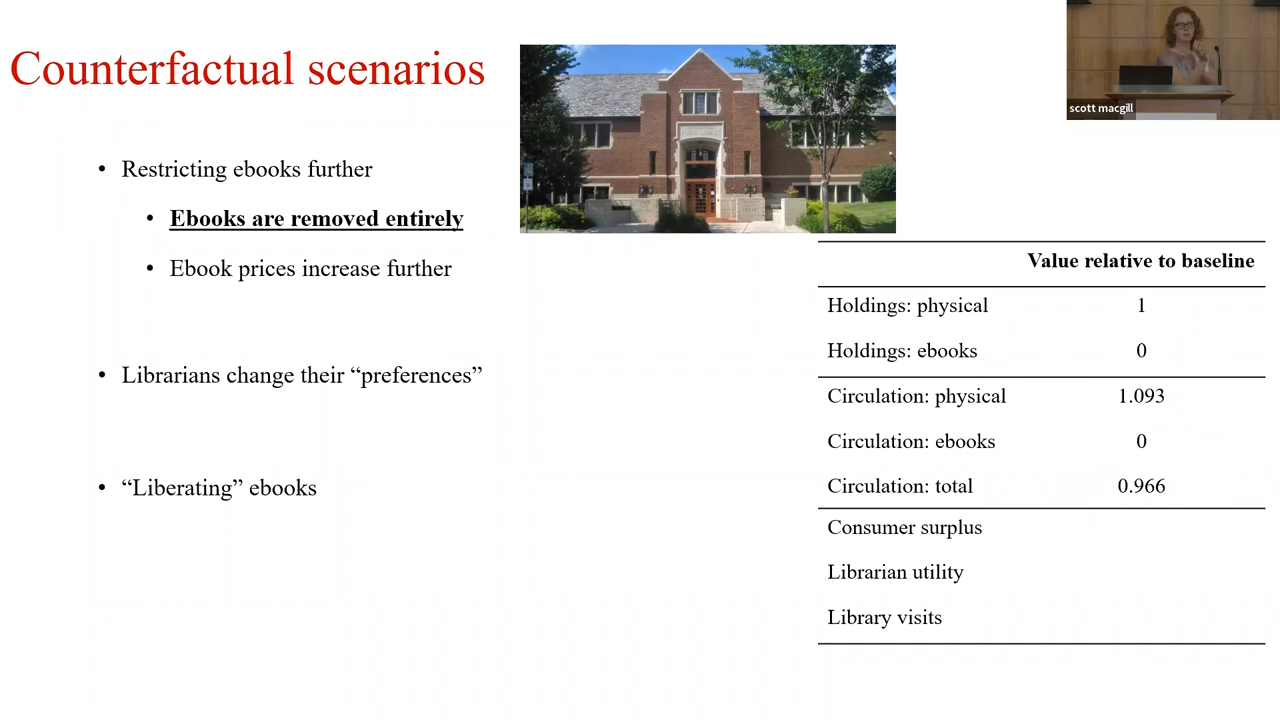 Counterfactual scenarios
scott macgill
• Restricting ebooks further
• Ebooks are removed entirely
• Ebook prices increase further
• Librarians change their “preferences”
• “Liberating” ebooks
Value relative to baseline
Holdings: physical 1
Holdings: ebooks 0
Circulation: physical 1.093
Circulation: ebooks 0
Circulation: total 0.966
Consumer surplus
Librarian utility
Library visits